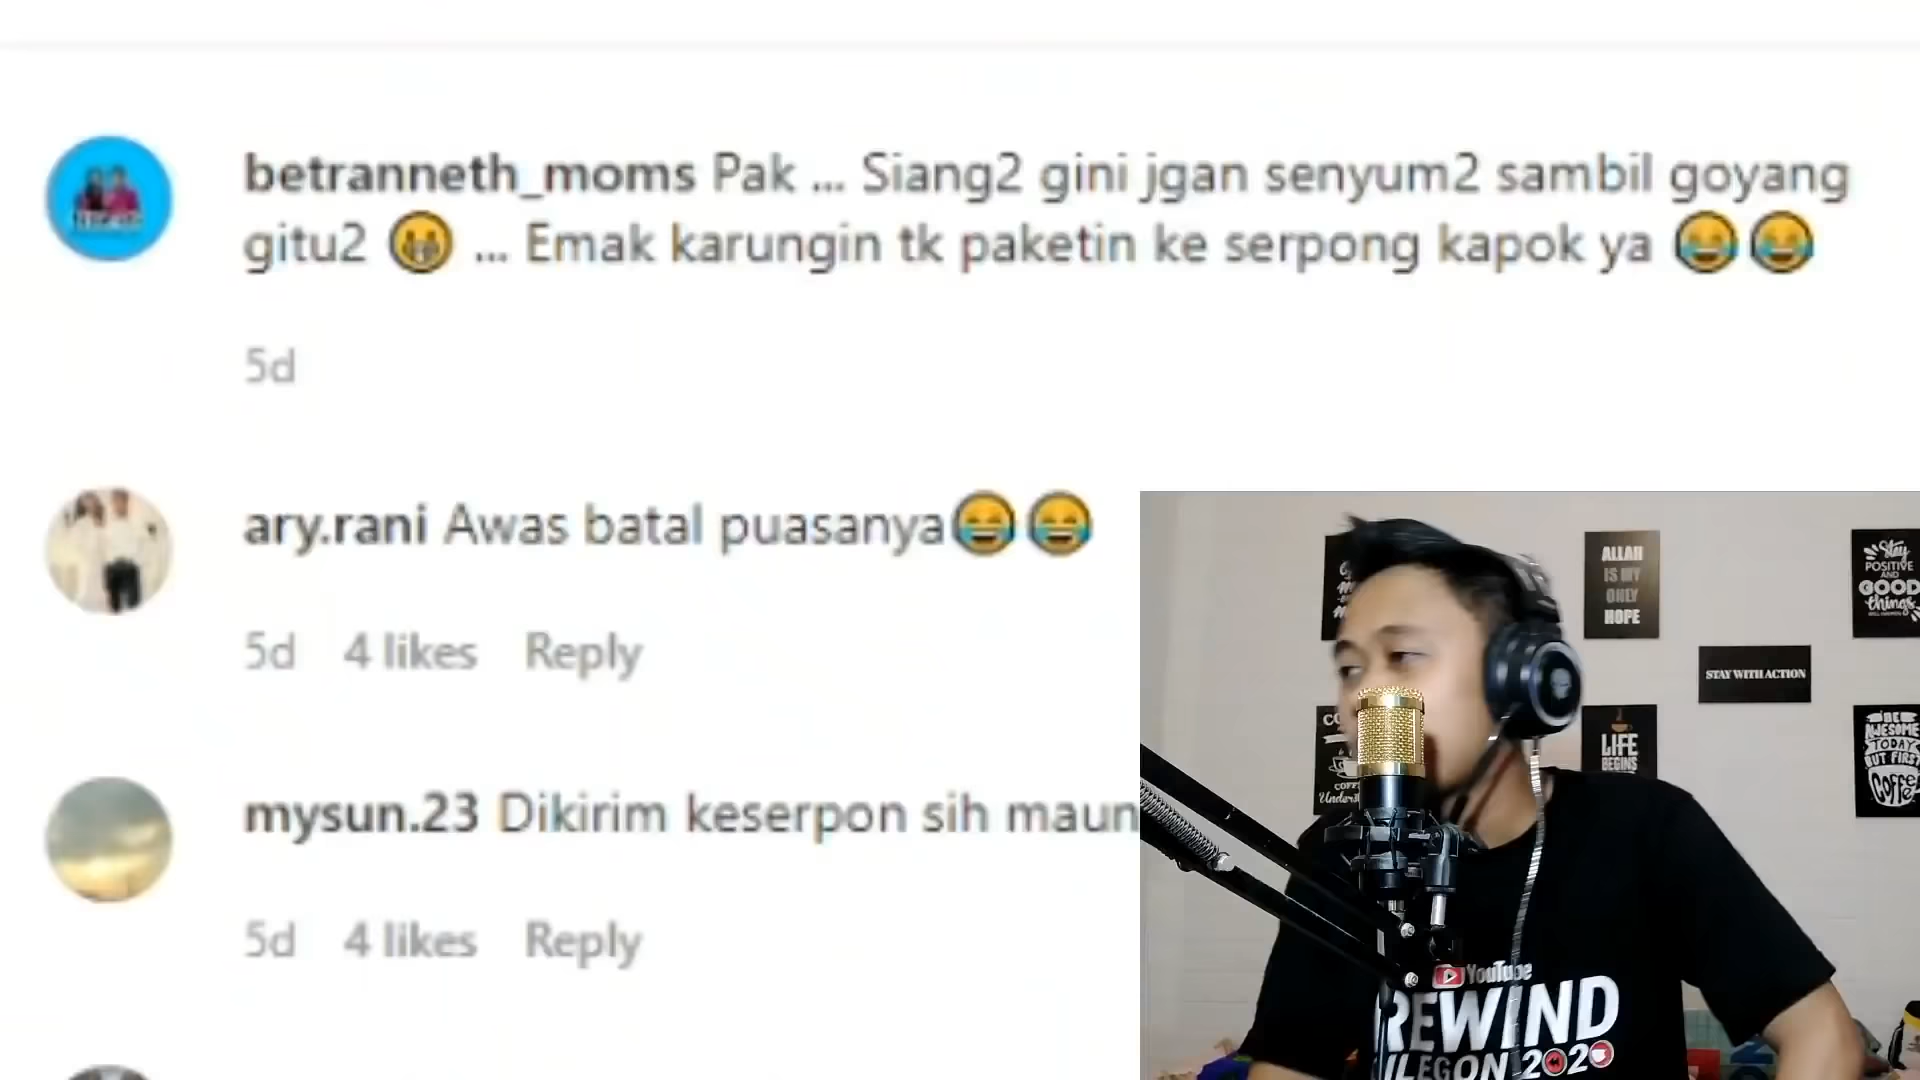 betranneth_moms Pak ... Siang2 gini jgan senyum2 sambil goyang
gitu2 😭 ... Emak karungin tk paketin ke serpong kapok ya 😂😂
5d
ary.rani Awas batal puasanya😂😂
5d 4 likes Reply
mysun.23 Dikirim keserpon sih maun
5d 4 likes Reply
ALLAH
IS MY
ONLY
HOPE
Stay
POSITIVE
AND
GOOD
things
STAY WITH ACTION
LIFE
BEGINS
BE
AWESOME
TODAY
BUT FIRST
Coffe
YouTube
REWIND
ILEGON 2020